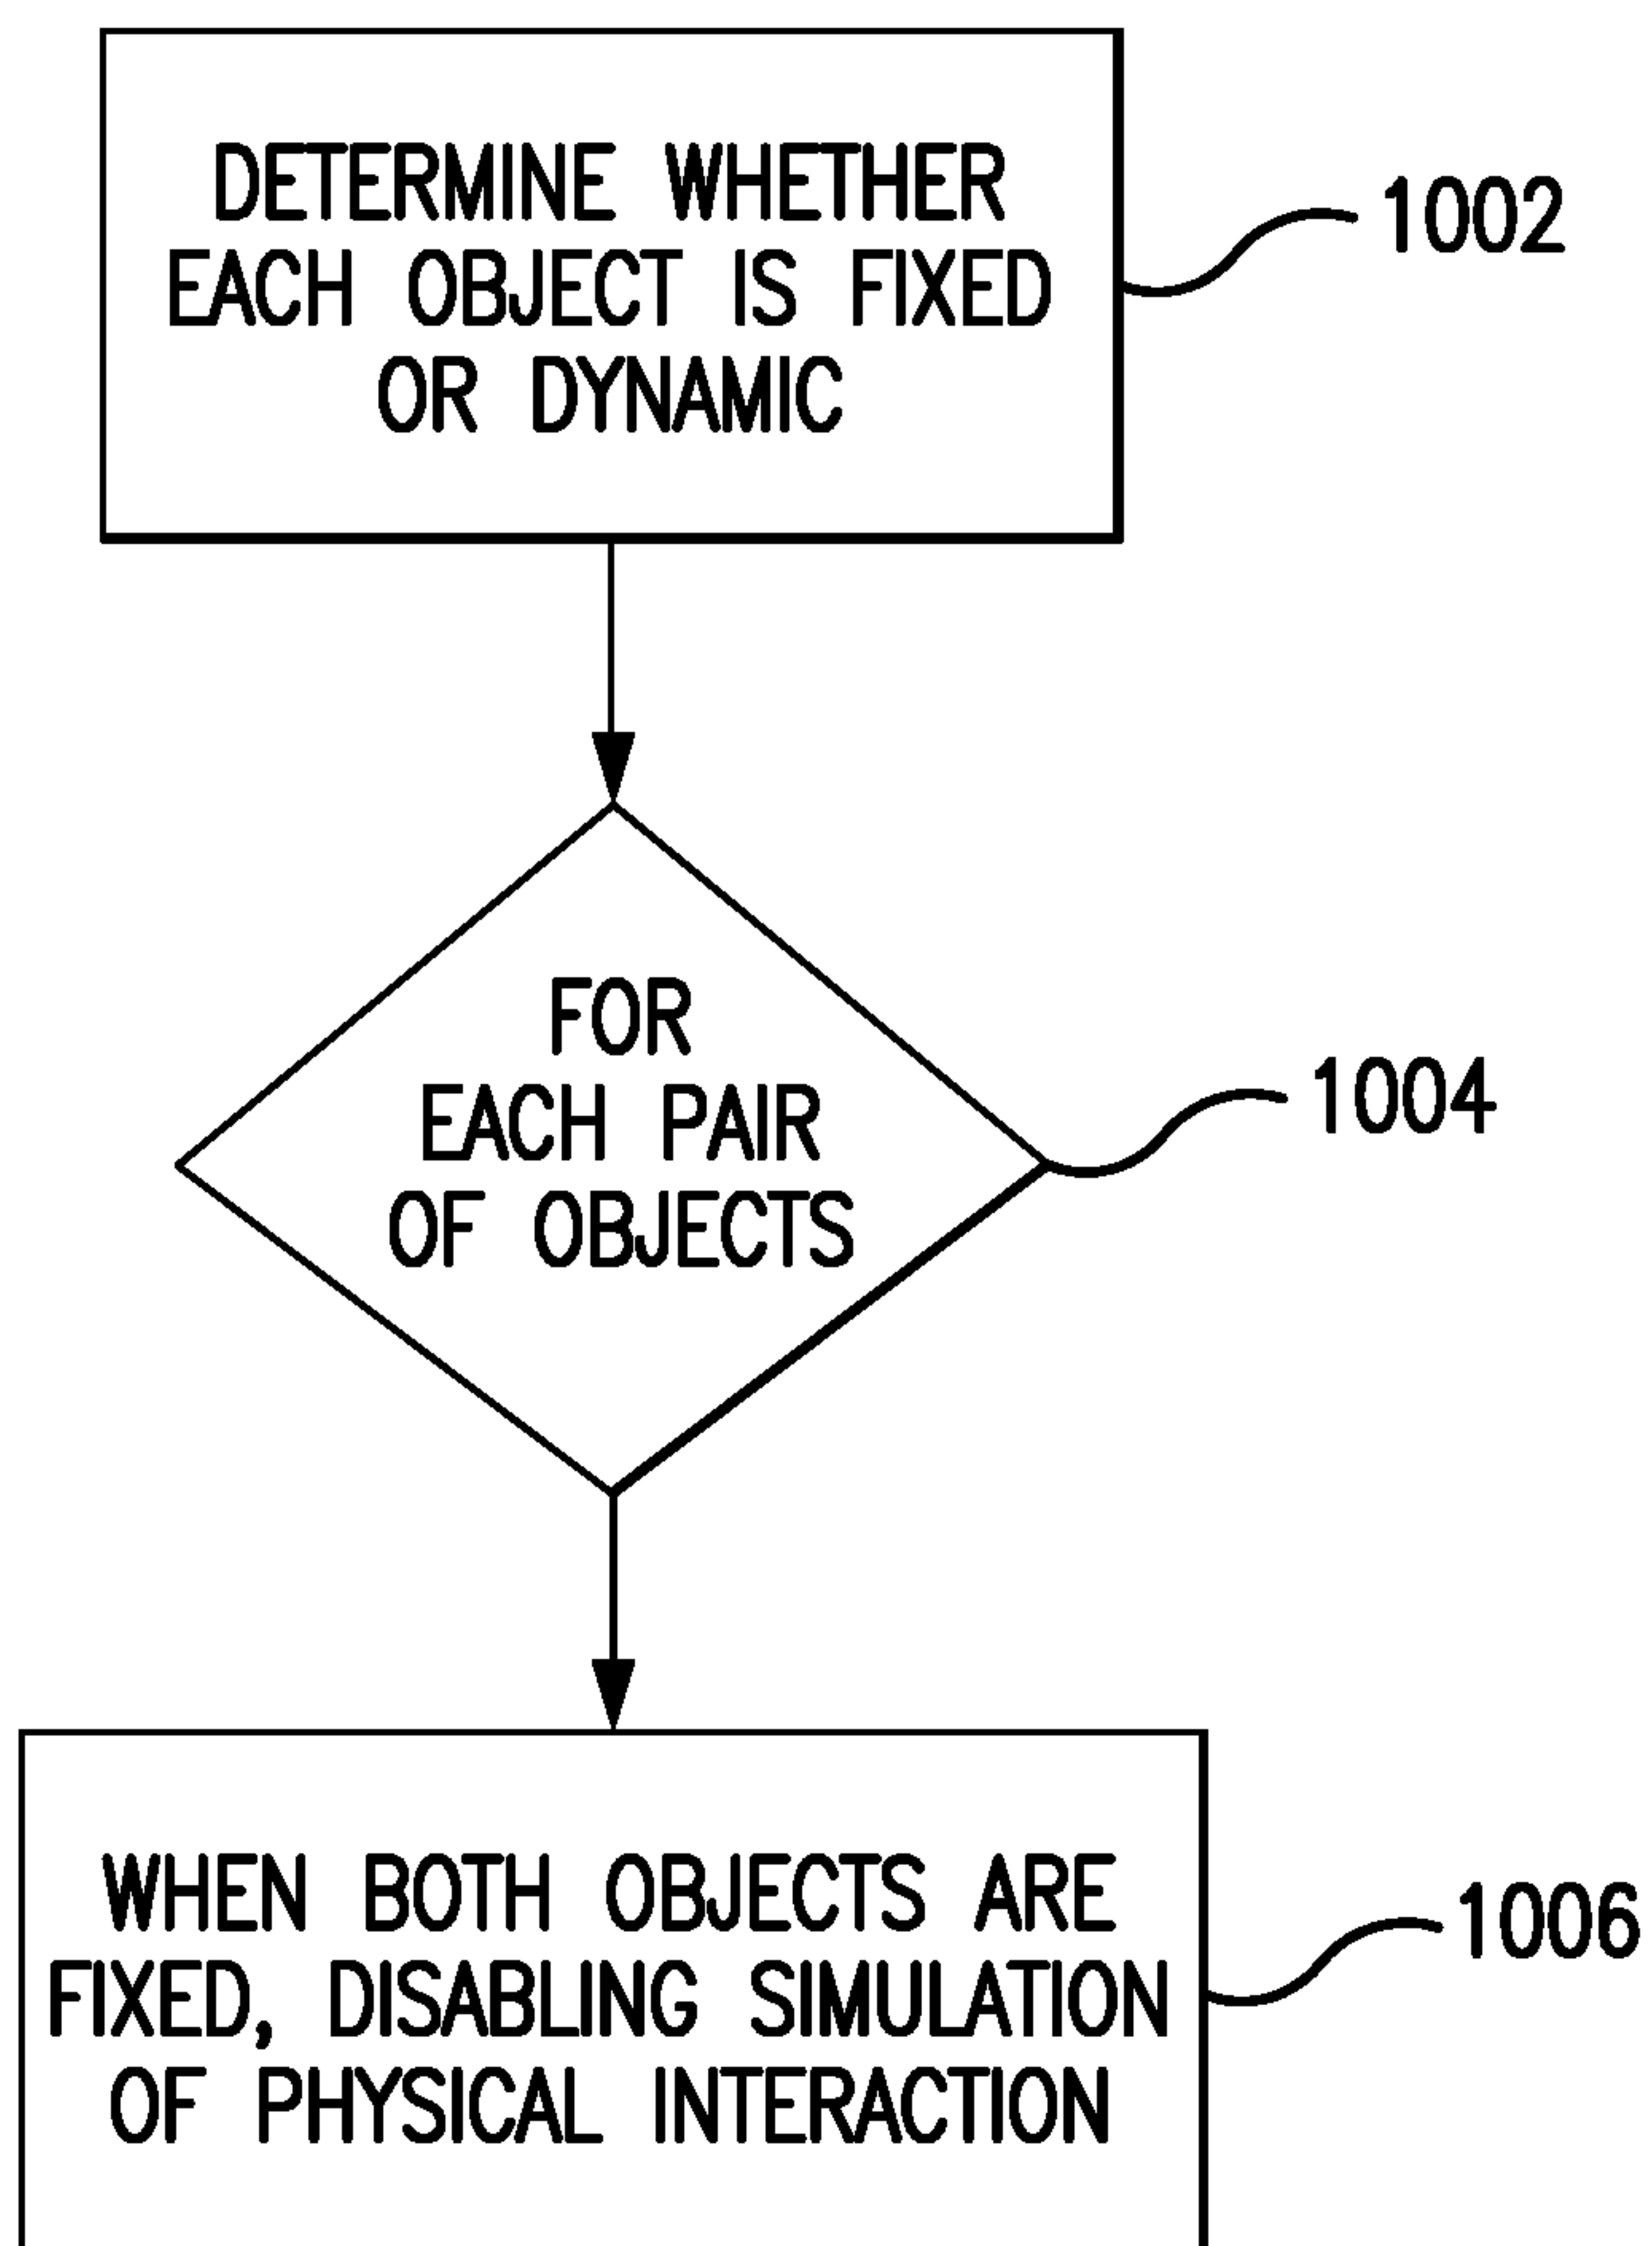 DETERMINE WHETHER
EACH OBJECT IS FIXED
OR DYNAMIC
1002
FOR
EACH PAIR
OF OBJECTS
1004
WHEN BOTH OBJECTS ARE
FIXED, DISABLING SIMULATION
OF PHYSICAL INTERACTION
1006